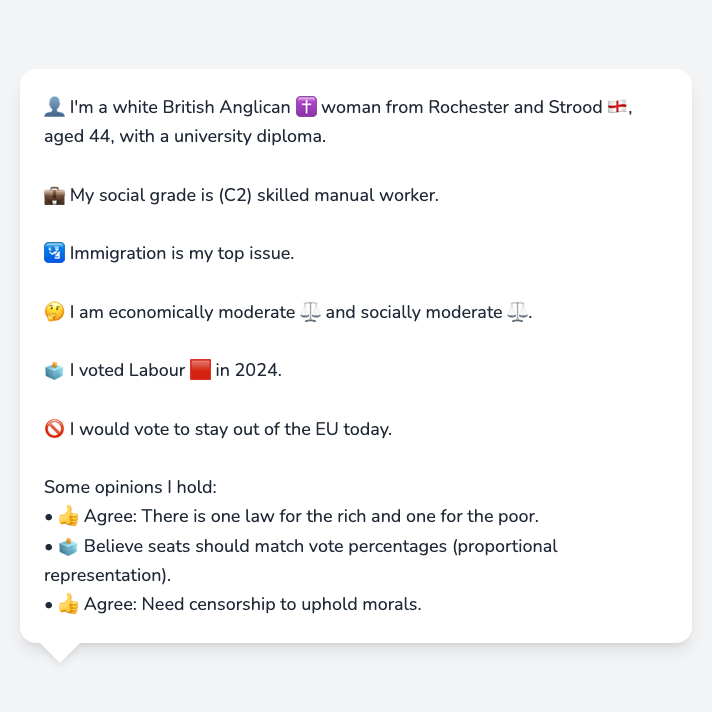 👤 I'm a white British Anglican ✝️ woman from Rochester and Strood 🏴󠁧󠁢󠁥󠁮󠁧󠁿,
aged 44, with a university diploma.
💼 My social grade is (C2) skilled manual worker.
🛂 Immigration is my top issue.
🤔 I am economically moderate ⚖️ and socially moderate ⚖️.
🗳️ I voted Labour 🟥 in 2024.
🚫 I would vote to stay out of the EU today.
Some opinions I hold:
• 👍 Agree: There is one law for the rich and one for the poor.
• 🗳️ Believe seats should match vote percentages (proportional
representation).
• 👍 Agree: Need censorship to uphold morals.